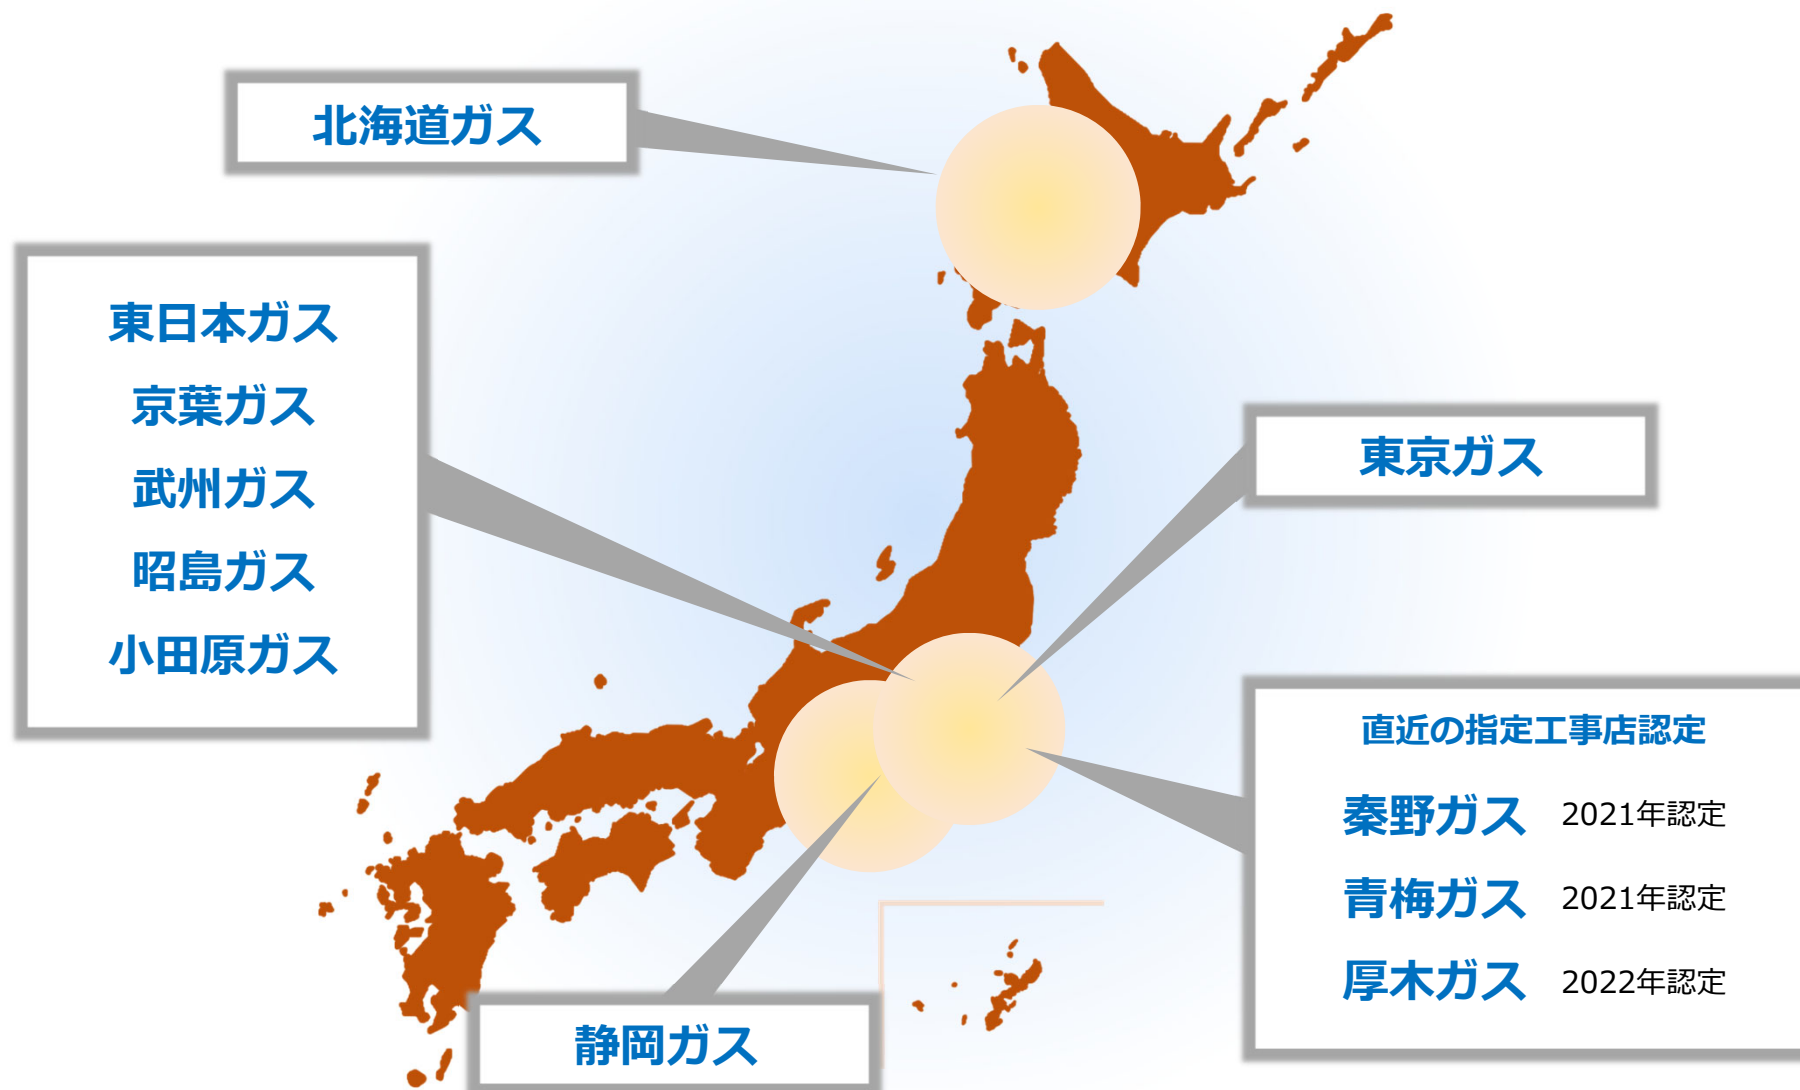 北海道ガス
東日本ガス
京葉ガス
武州ガス
昭島ガス
小田原ガス
東京ガス
直近の指定工事店認定
秦野ガス 2021年認定
青梅ガス 2021年認定
厚木ガス 2022年認定
静岡ガス